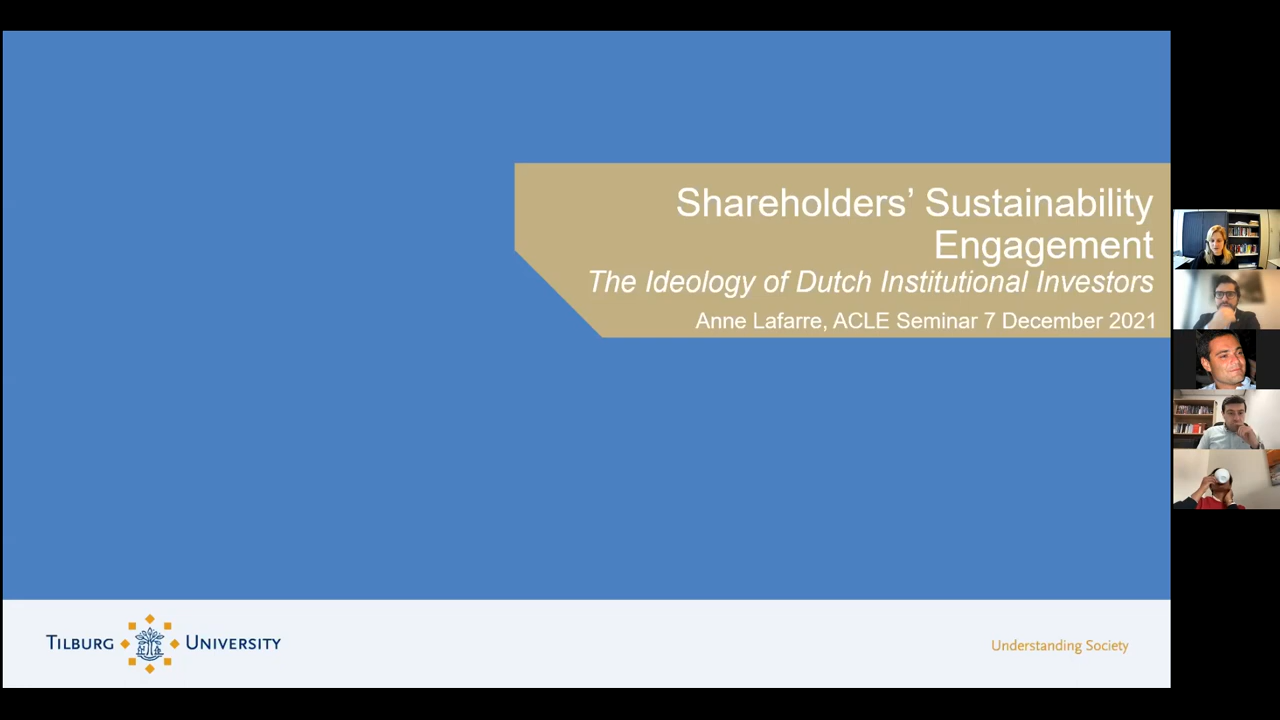 Shareholders' Sustainability
Engagement
The Ideology of Dutch Institutional Investors
Anne Lafarre, ACLE Seminar 7 December 2021
TILBURG UNIVERSITY
Understanding Society